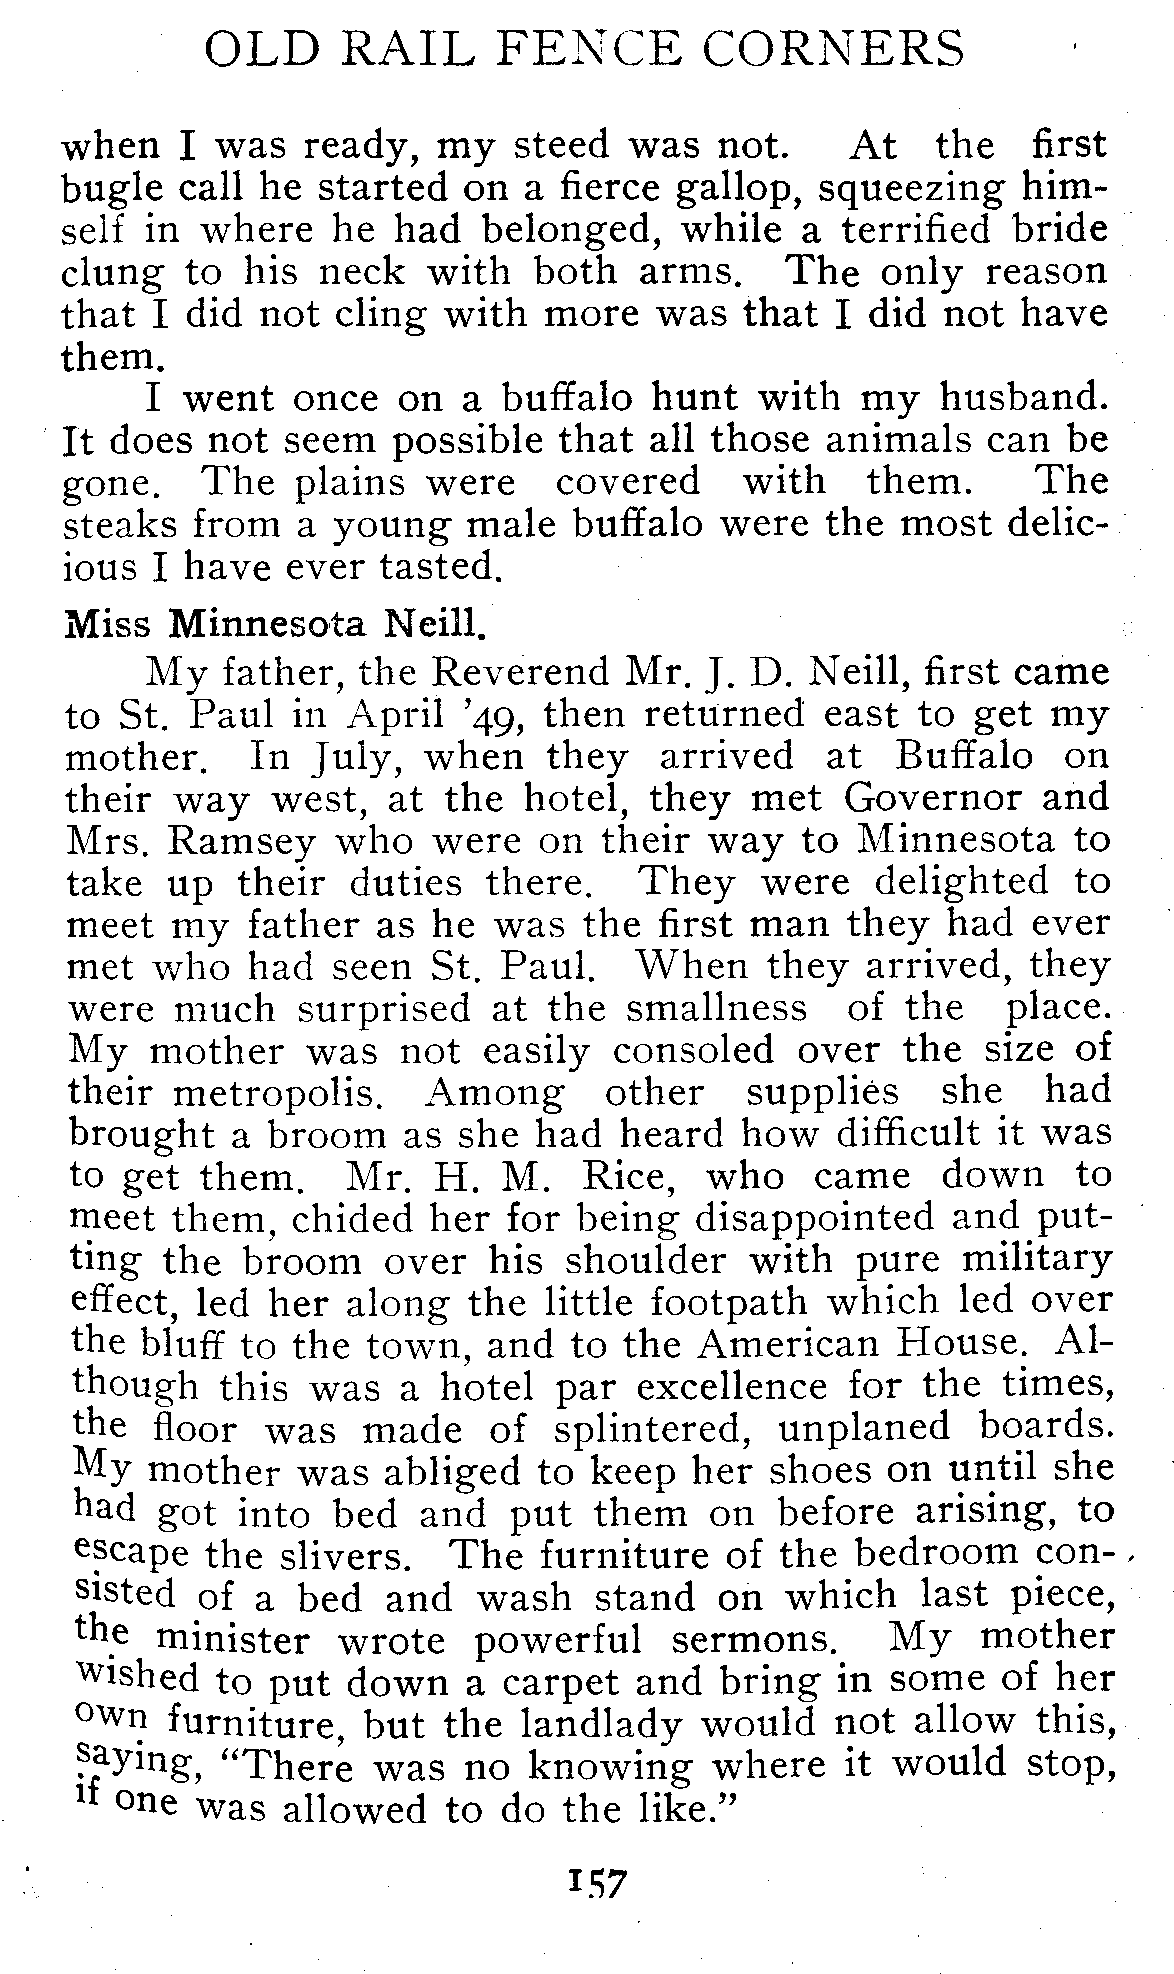 OLD RAIL FENCE CORNERS
when I was ready, my steed was not. At the first
bugle call he started on a fierce gallop, squeezing him-
self in where he had belonged, while a terrified bride
clung to his neck with both arms. The only reason
that I did not cling with more was that I did not have
them.
I went once on a buffalo hunt with my husband.
It does not seem possible that all those animals can be
gone. The plains were covered with them. The
steaks from a young male buffalo were the most delic-
ious I have ever tasted.
Miss Minnesota Neill.
My father, the Reverend Mr. J. D. Neill, first came
to St. Paul in April '49, then returned east to get my
mother. In July, when they arrived at Buffalo on
their way west, at the hotel, they met Governor and
Mrs. Ramsey who were on their way to Minnesota to
take up their duties there. They were delighted to
meet my father as he was the first man they had ever
met who had seen St. Paul. When they arrived, they
were much surprised at the smallness of the place.
My mother was not easily consoled over the size of
their metropolis. Among other supplies she had
brought a broom as she had heard how difficult it was
to get them. Mr. H. M. Rice, who came down to
meet them, chided her for being disappointed and put-
ting the broom over his shoulder with pure military
effect, led her along the little footpath which led over
the bluff to the town, and to the American House. Al-
though this was a hotel par excellence for the times,
the floor was made of splintered, unplaned boards.
My mother was abliged to keep her shoes on until she
had got into bed and put them on before arising, to
escape the slivers. The furniture of the bedroom con-
sisted of a bed and wash stand on which last piece,
the minister wrote powerful sermons. My mother
wished to put down a carpet and bring in some of her
own furniture, but the landlady would not allow this,
saying, "There was no knowing where it would stop,
if one was allowed to do the like."
157